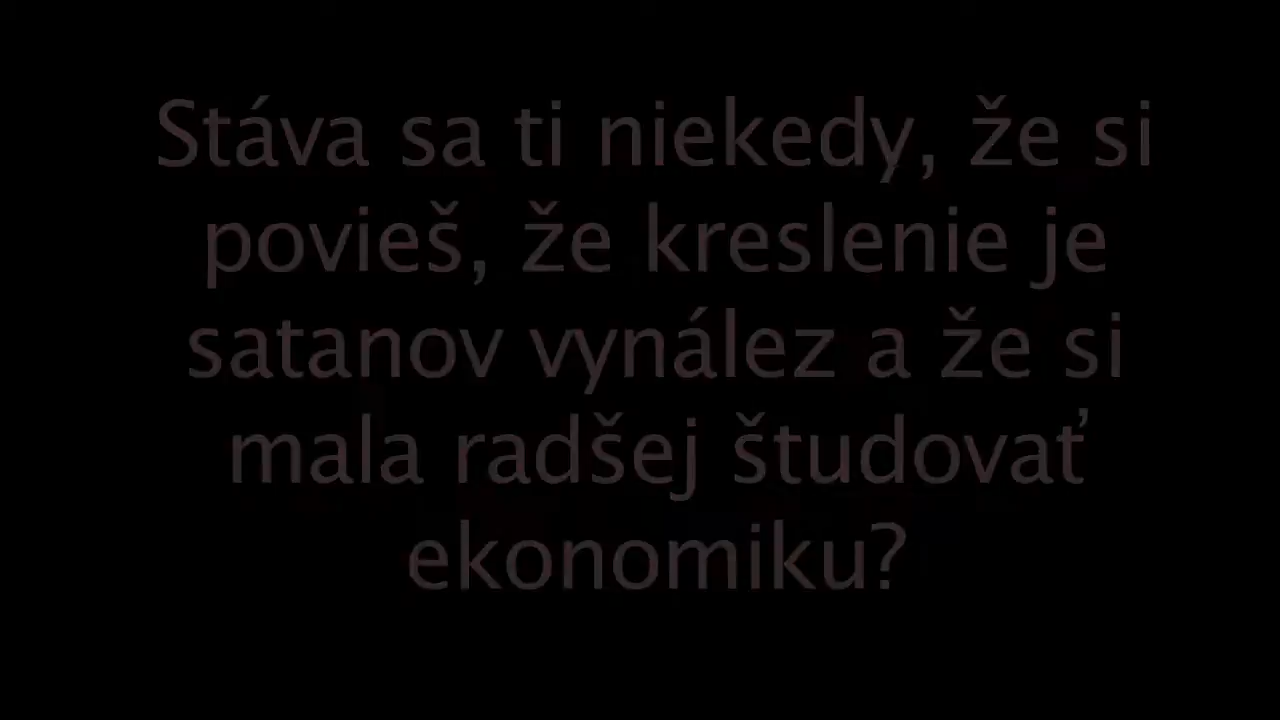 Stáva sa ti niekedy, že si
povieš, že kreslenie je
satanov vynález a že si
mala radšej študovať
ekonomiku?